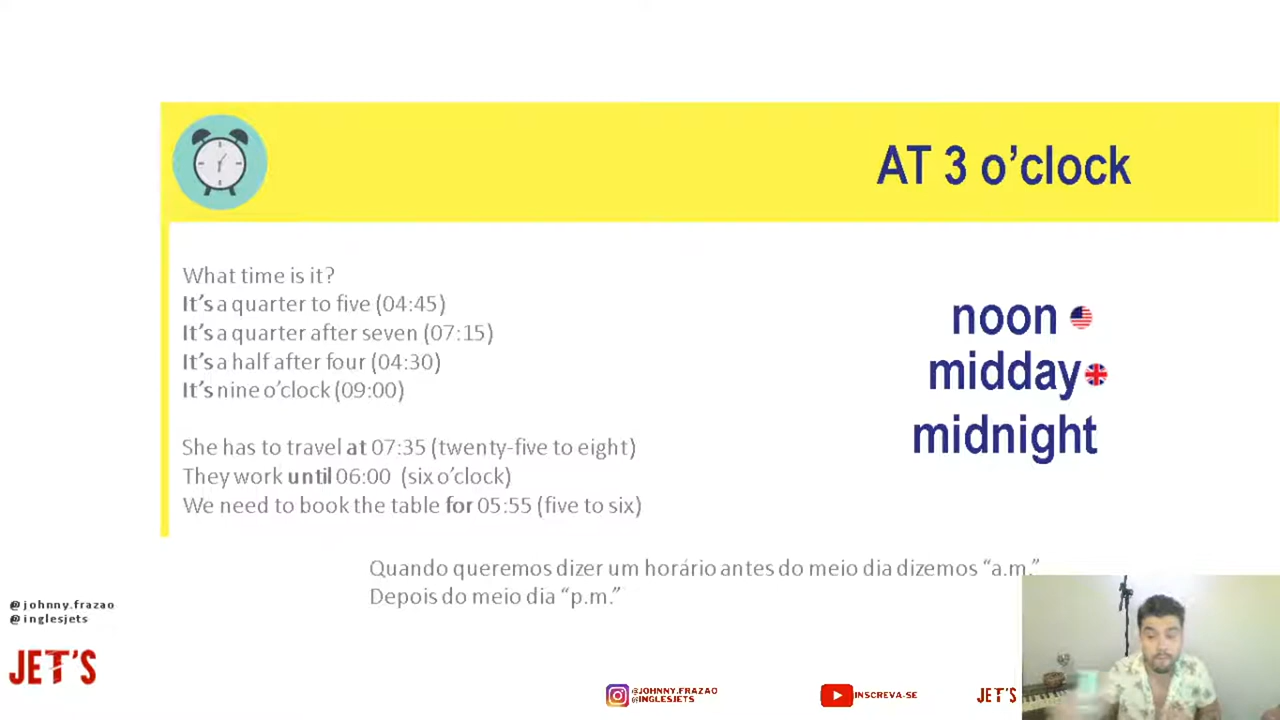 AT 3 o’clock
What time is it?
It’s a quarter to five (04:45)
It’s a quarter after seven (07:15)
It’s a half after four (04:30)
It’s nine o’clock (09:00)
She has to travel at 07:35 (twenty-five to eight)
They work until 06:00 (six o’clock)
We need to book the table for 05:55 (five to six)
noon
midday
midnight
Quando queremos dizer um horário antes do meio dia dizemos “a.m.”
Depois do meio dia “p.m.”
@johnny.frazao
@inglesjets
JET’S
@JOHNNY.FRAZAO
@INGLESJETS
INSCREVA-SE
JET’S